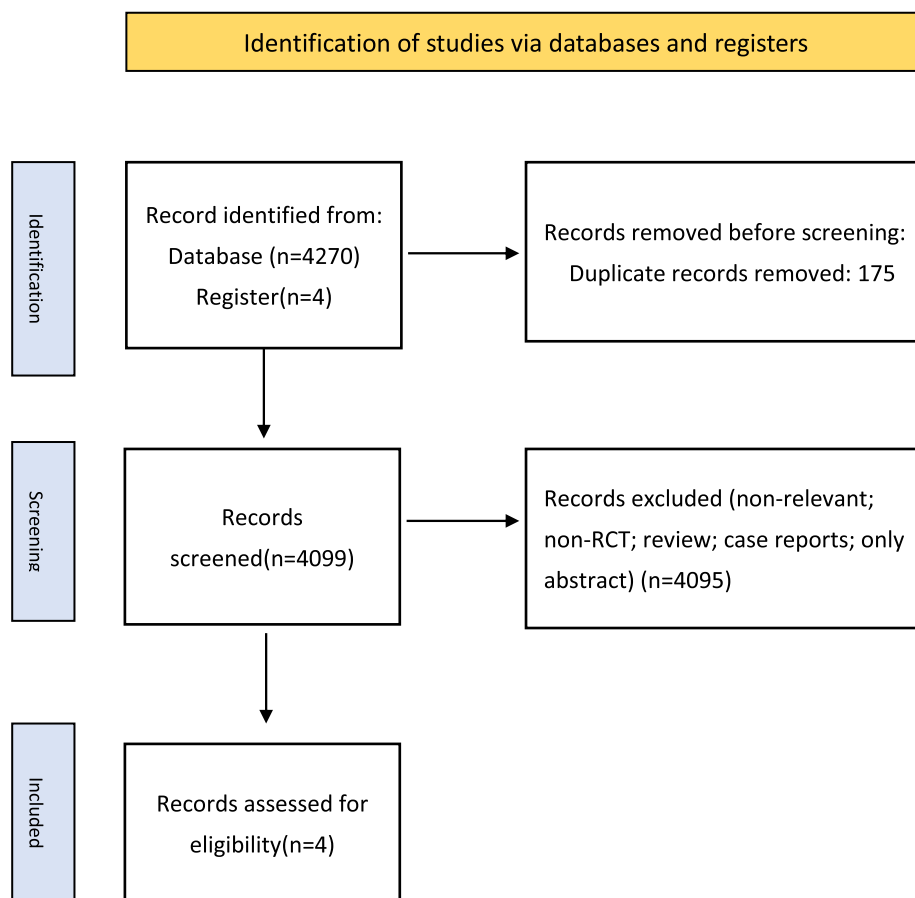 Identification of studies via databases and registers
Identification
Record identified from:
Database (n=4270)
Register(n=4)
Records removed before screening:
Duplicate records removed: 175
Screening
Records
screened(n=4099)
Records excluded (non-relevant;
non-RCT; review; case reports; only
abstract) (n=4095)
Included
Records assessed for
eligibility(n=4)